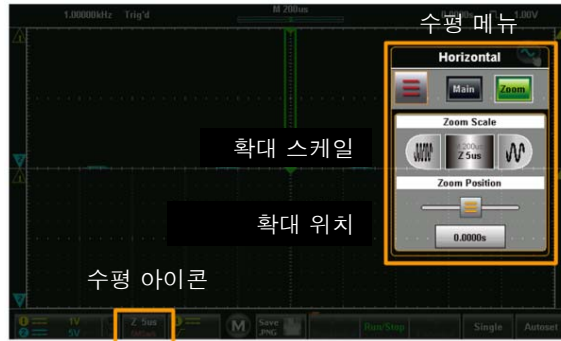 1.00000kHz Trig'd M 200us 1.00V
수평 메뉴
Horizontal
Main Zoom
Zoom Scale
확대 스케일
Z 5us
Zoom Position
확대 위치
0.0000s
수평 아이콘
1V Z 5us M Save Run/Stop Single Autoset
5V .PNG